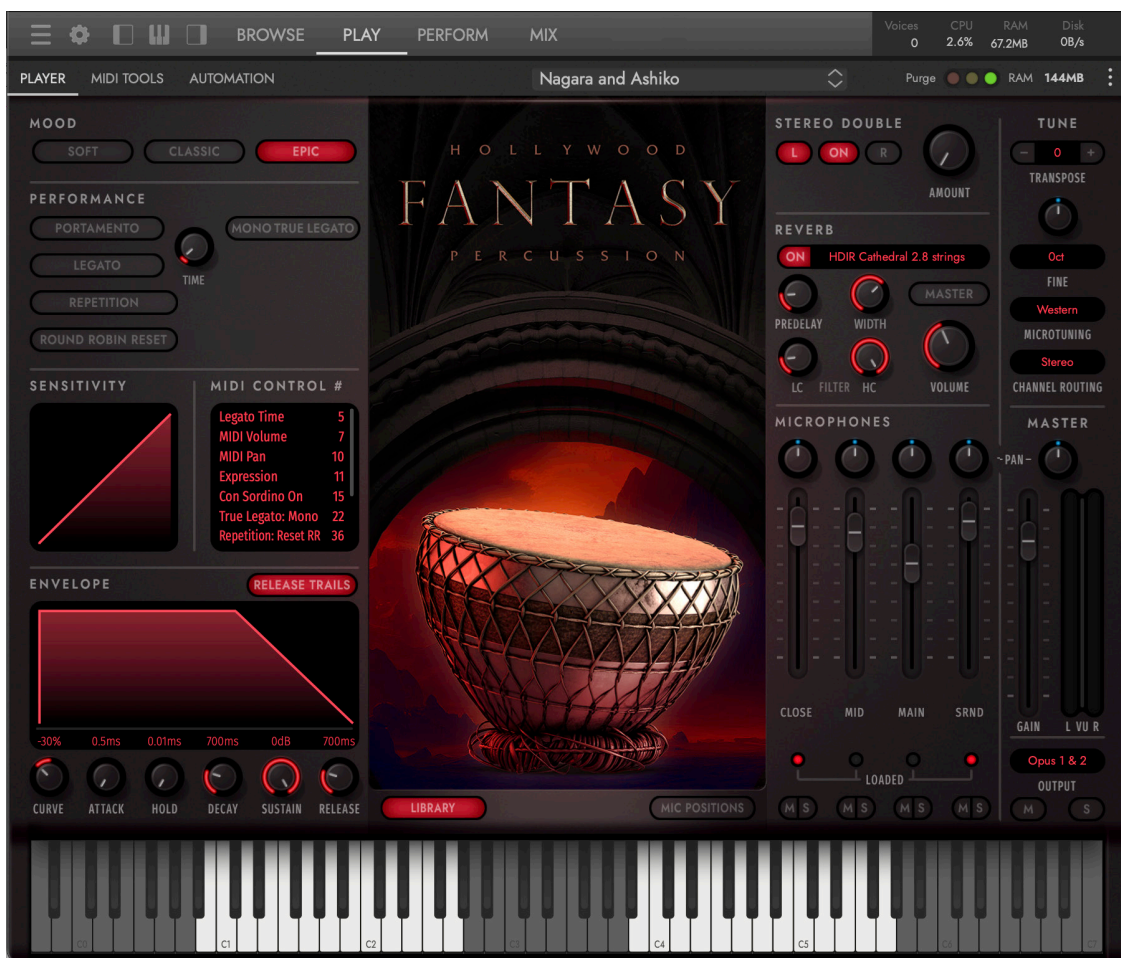 BROWSE PLAY PERFORM MIX
Voices CPU RAM Disk
0 2.6% 67.2MB 0B/s
PLAYER MIDI TOOLS AUTOMATION
Nagara and Ashiko
Purge RAM 144MB
MOOD
SOFT CLASSIC EPIC
PERFORMANCE
PORTAMENTO
MONO TRUE LEGATO
LEGATO
TIME
REPETITION
ROUND ROBIN RESET
SENSITIVITY
MIDI CONTROL #
Legato Time 5
MIDI Volume 7
MIDI Pan 10
Expression 11
Con Sordino On 15
True Legato: Mono 22
Repetition: Reset RR 36
ENVELOPE
RELEASE TRAILS
-30% 0.5ms 0.01ms 700ms 0dB 700ms
CURVE ATTACK HOLD DECAY SUSTAIN RELEASE
HOLLYWOOD
FANTASY
PERCUSSION
LIBRARY
MIC POSITIONS
STEREO DOUBLE
L ON R
AMOUNT
REVERB
ON HDIR Cathedral 2.8 strings
MASTER
PREDELAY WIDTH
LC FILTER HC VOLUME
MICROPHONES
~PAN-
CLOSE MID MAIN SRND
LOADED
M S M S M S M S
TUNE
- 0 +
TRANSPOSE
0ct
FINE
Western
MICROTUNING
Stereo
CHANNEL ROUTING
MASTER
GAIN L VU R
Opus 1 & 2
OUTPUT
M S
C0 C1 C2 C3 C4 C5 C6 C7